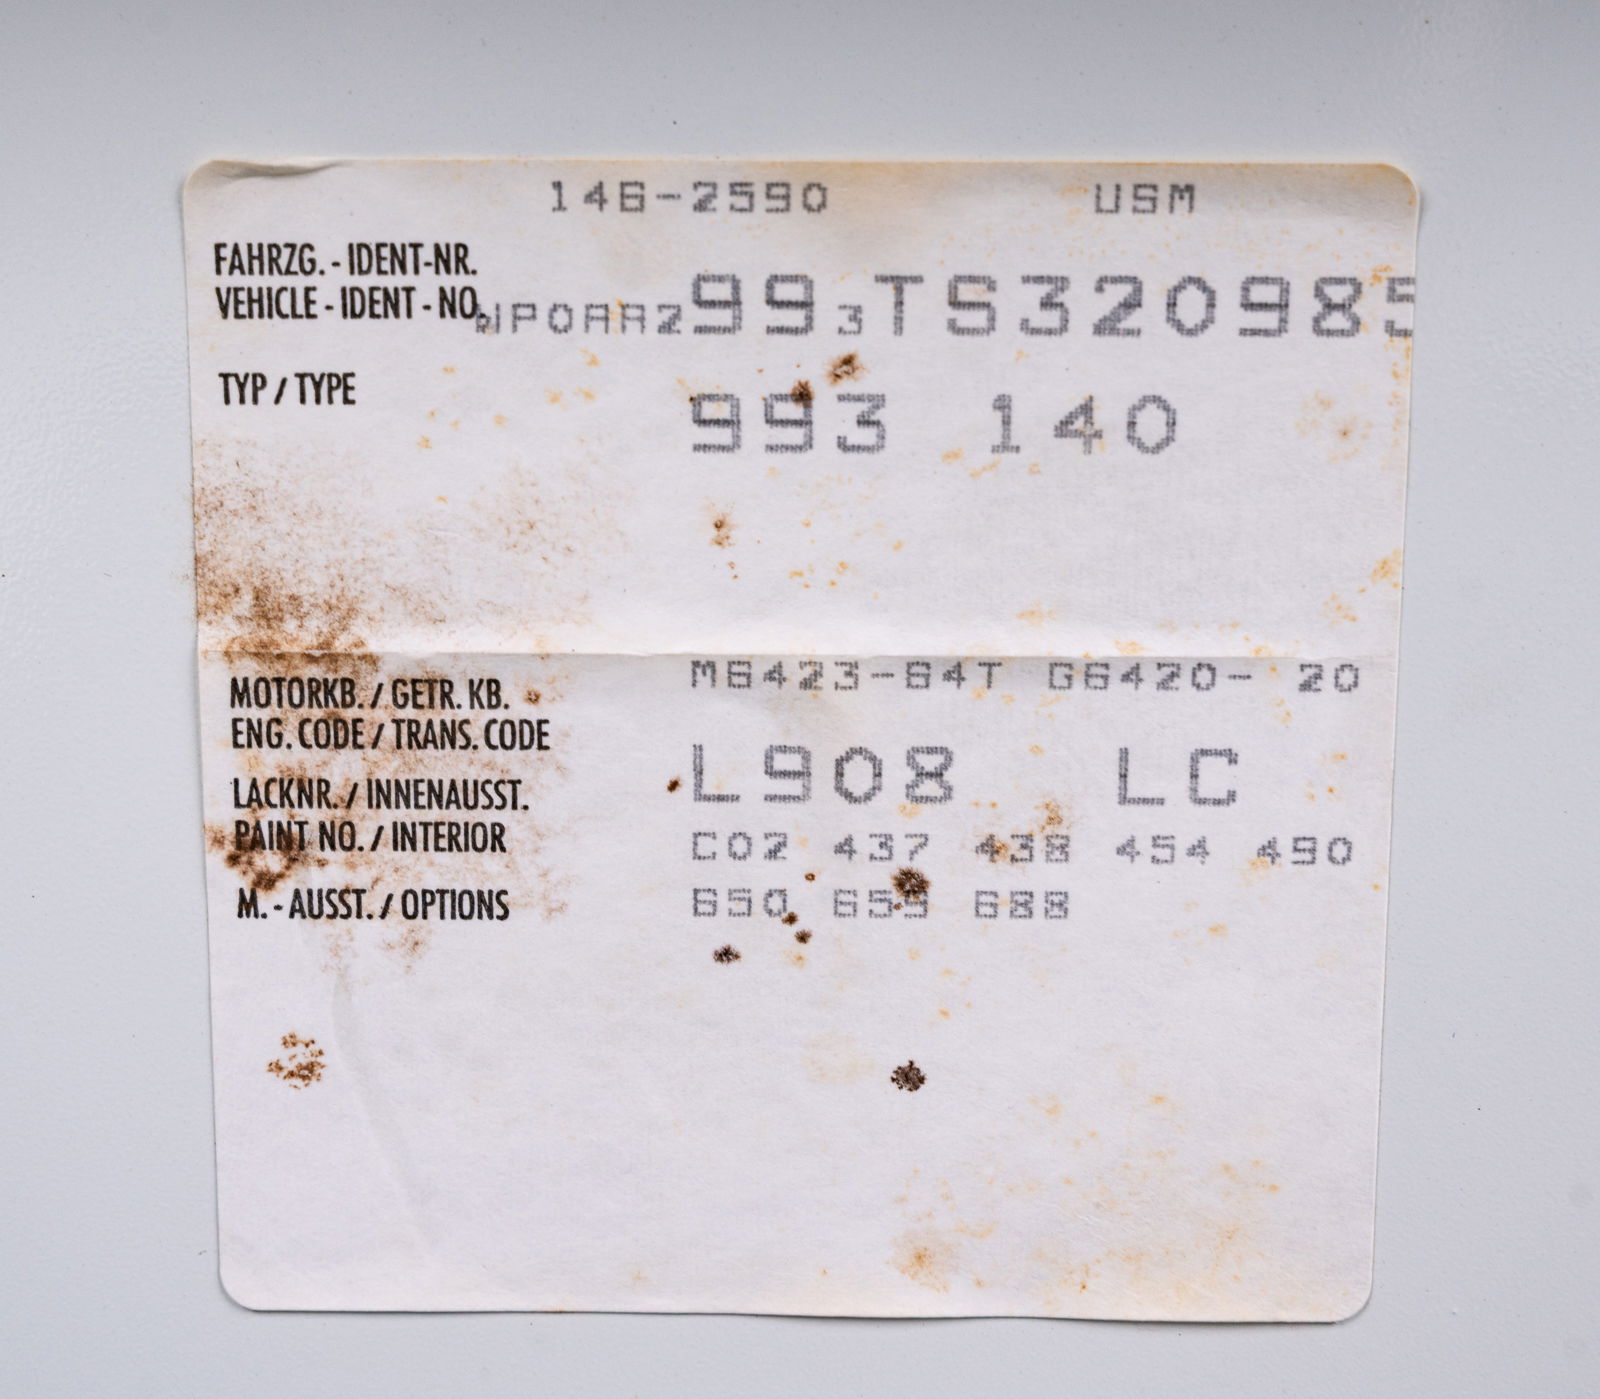 146-2590 USM
FAHRZG. - IDENT-NR.
VEHICLE - IDENT - NO. WP0AAZ993TS320985
TYP / TYPE 993 140
MOTORKB. / GETR. KB. M6423-64T G6420- 20
ENG. CODE / TRANS. CODE
LACKNR. / INNENAUSST. L908 LC
PAINT NO. / INTERIOR C02 437 438 454 490
M. - AUSST. / OPTIONS 650 659 688